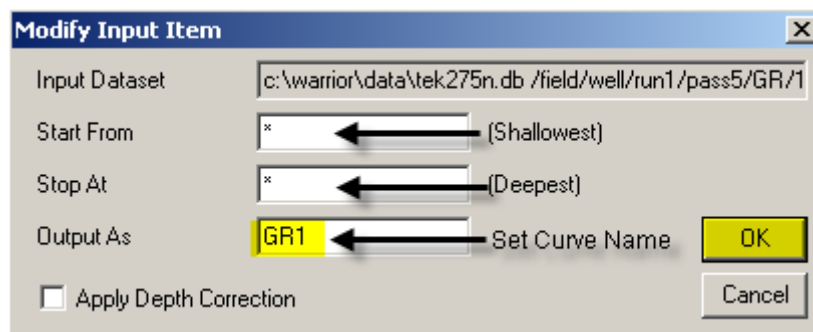 Modify Input Item
Input Dataset c:\warrior\data\tek275n.db /field/well/run1/pass5/GR/1
Start From * (Shallowest)
Stop At * (Deepest)
Output As GR1 Set Curve Name OK
Apply Depth Correction Cancel